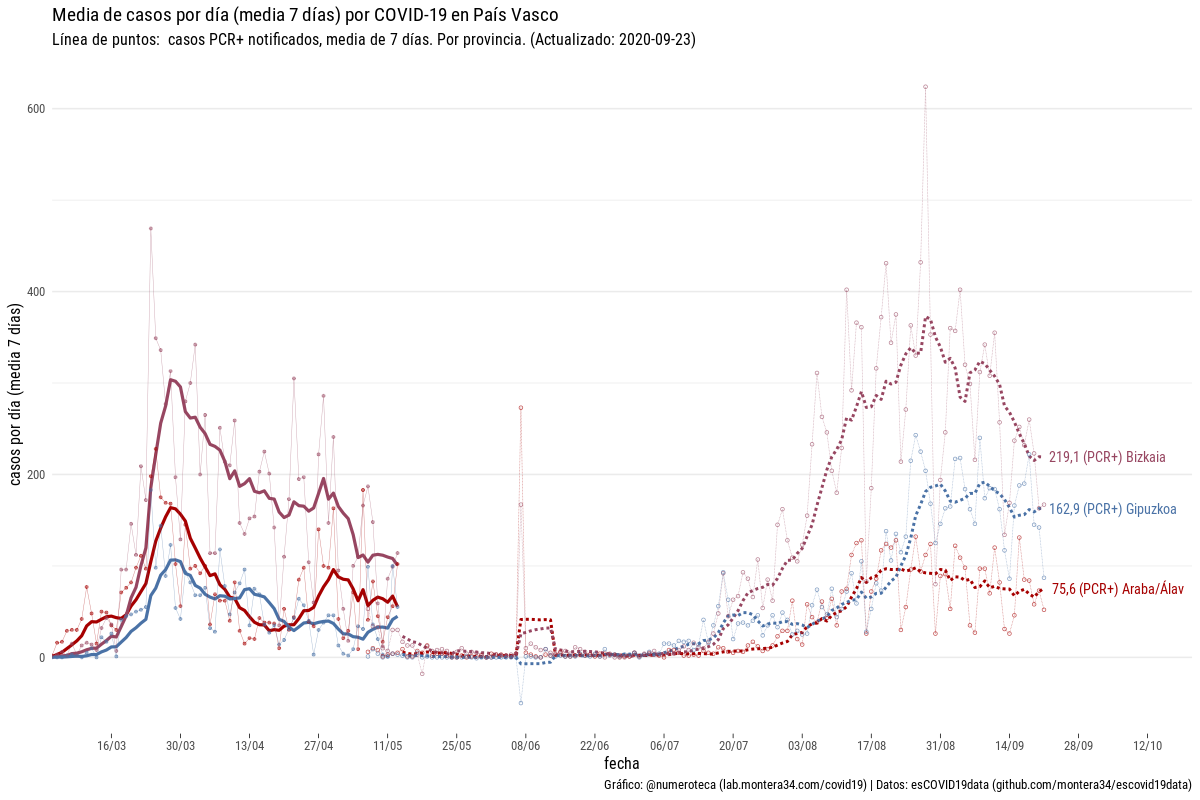 Media de casos por día (media 7 días) por COVID-19 en País Vasco
Línea de puntos:  casos PCR+ notificados, media de 7 días. Por provincia. (Actualizado: 2020-09-23)
casos por día (media 7 días)
600
400
200
0
219,1 (PCR+) Bizkaia
162,9 (PCR+) Gipuzkoa
75,6 (PCR+) Araba/Álav
16/03 30/03 13/04 27/04 11/05 25/05 08/06 22/06 06/07 20/07 03/08 17/08 31/08 14/09 28/09 12/10
fecha
Gráfico: @numeroteca (lab.montera34.com/covid19) | Datos: esCOVID19data (github.com/montera34/escovid19data)